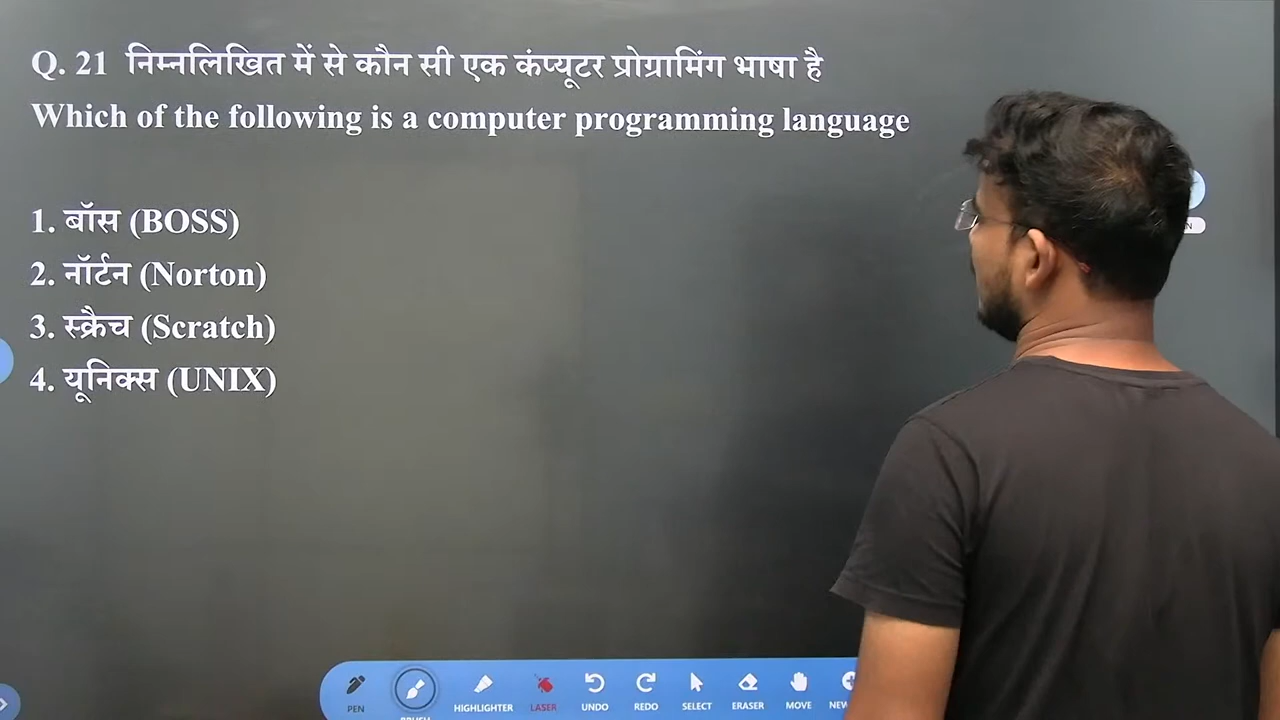 Q. 21 निम्नलिखित में से कौन सी एक कंप्यूटर प्रोग्रामिंग भाषा है
Which of the following is a computer programming language
1. बॉस (BOSS)
2. नॉर्टन (Norton)
3. स्क्रैच (Scratch)
4. यूनिक्स (UNIX)
PEN HIGHLIGHTER LASER UNDO REDO SELECT ERASER MOVE